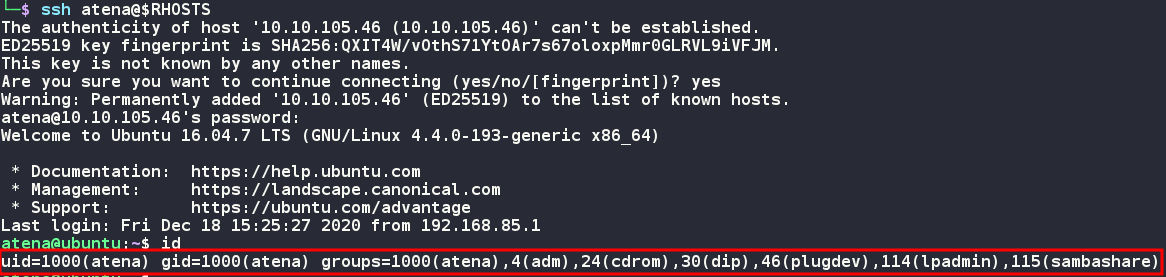 └─$ ssh atena@$RHOSTS
The authenticity of host '10.10.105.46 (10.10.105.46)' can't be established.
ED25519 key fingerprint is SHA256:QXIT4W/vOthS71YtOAr7s67oloxpMmr0GLRVL9iVFJM.
This key is not known by any other names.
Are you sure you want to continue connecting (yes/no/[fingerprint])? yes
Warning: Permanently added '10.10.105.46' (ED25519) to the list of known hosts.
atena@10.10.105.46's password:
Welcome to Ubuntu 16.04.7 LTS (GNU/Linux 4.4.0-193-generic x86_64)
* Documentation:  https://help.ubuntu.com
* Management:     https://landscape.canonical.com
* Support:        https://ubuntu.com/advantage
Last login: Fri Dec 18 15:25:27 2020 from 192.168.85.1
atena@ubuntu:~$ id
uid=1000(atena) gid=1000(atena) groups=1000(atena),4(adm),24(cdrom),30(dip),46(plugdev),114(lpadmin),115(sambashare)